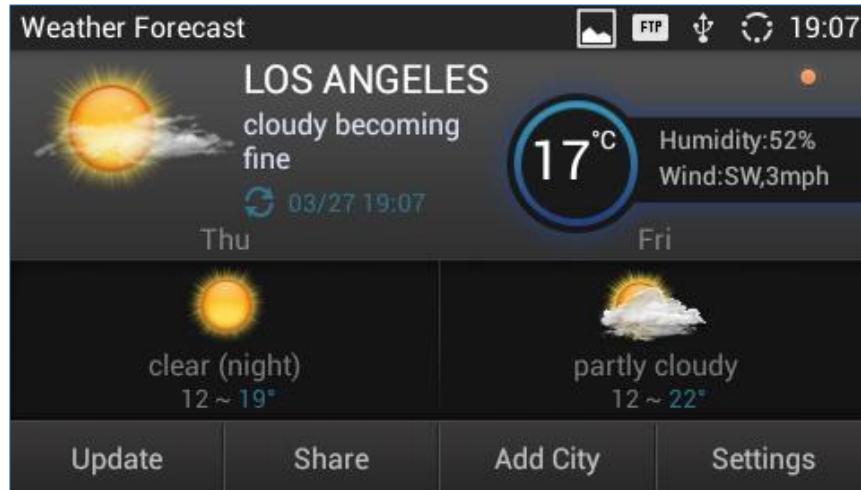 Weather Forecast
FTP
19:07
LOS ANGELES
cloudy becoming
fine
03/27 19:07
17°C
Humidity:52%
Wind:SW,3mph
Thu
Fri
clear (night)
12 ~ 19°
partly cloudy
12 ~ 22°
Update
Share
Add City
Settings